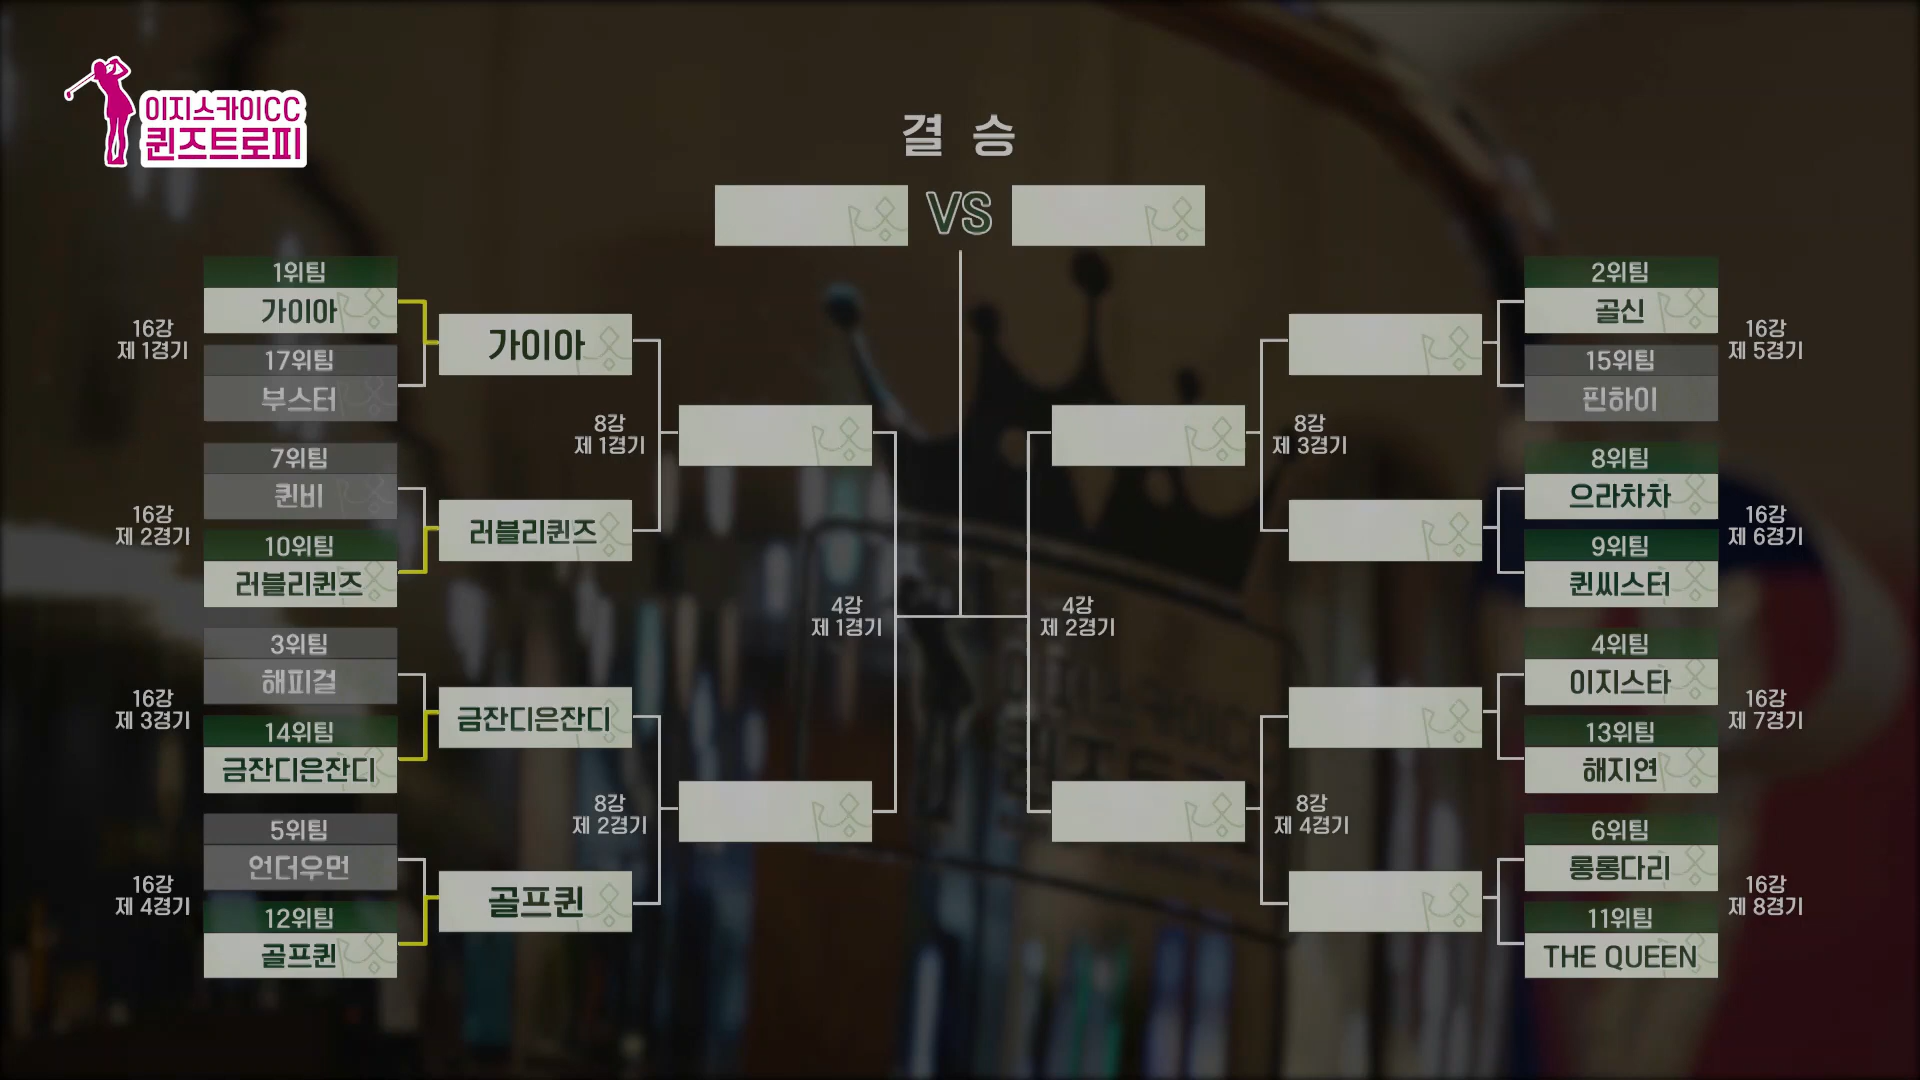 이지스카이CC
퀸즈트로피
결 승
VS
16강
제 1경기
1위팀
가이아
17위팀
부스터
16강
제 2경기
7위팀
퀸비
10위팀
러블리퀸즈
16강
제 3경기
3위팀
해피걸
14위팀
금잔디은잔디
16강
제 4경기
5위팀
언더우먼
12위팀
골프퀸
가이아
8강
제 1경기
러블리퀸즈
금잔디은잔디
8강
제 2경기
골프퀸
4강
제 1경기
4강
제 2경기
8강
제 3경기
8강
제 4경기
2위팀
골신
15위팀
핀하이
16강
제 5경기
8위팀
으라차차
9위팀
퀸씨스터
16강
제 6경기
4위팀
이지스타
13위팀
해지연
16강
제 7경기
6위팀
롱롱다리
11위팀
THE QUEEN
16강
제 8경기